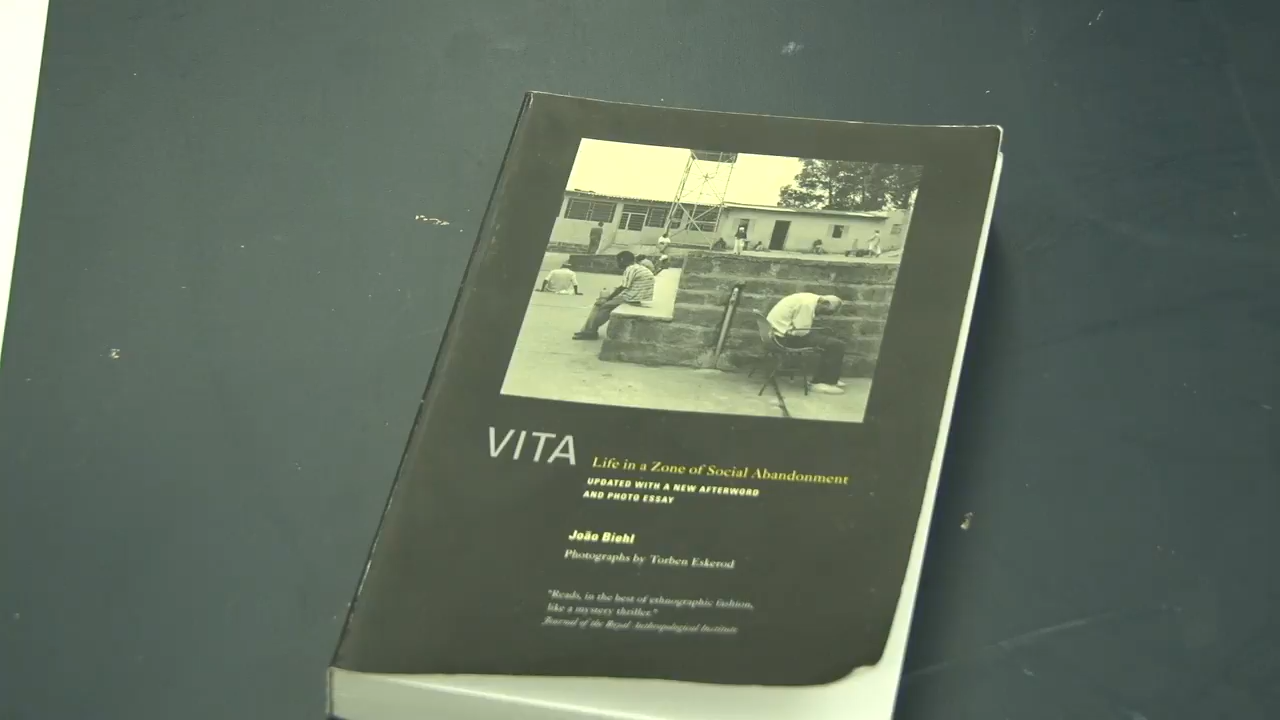 VITA Life in a Zone of Social Abandonment
UPDATED WITH A NEW AFTERWORD
AND PHOTO ESSAY
João Biehl
Photographs by Torben Eskerod
"Reads, in the best of ethnographic fashion,
like a mystery thriller."
Journal of the Royal Anthropological Institute